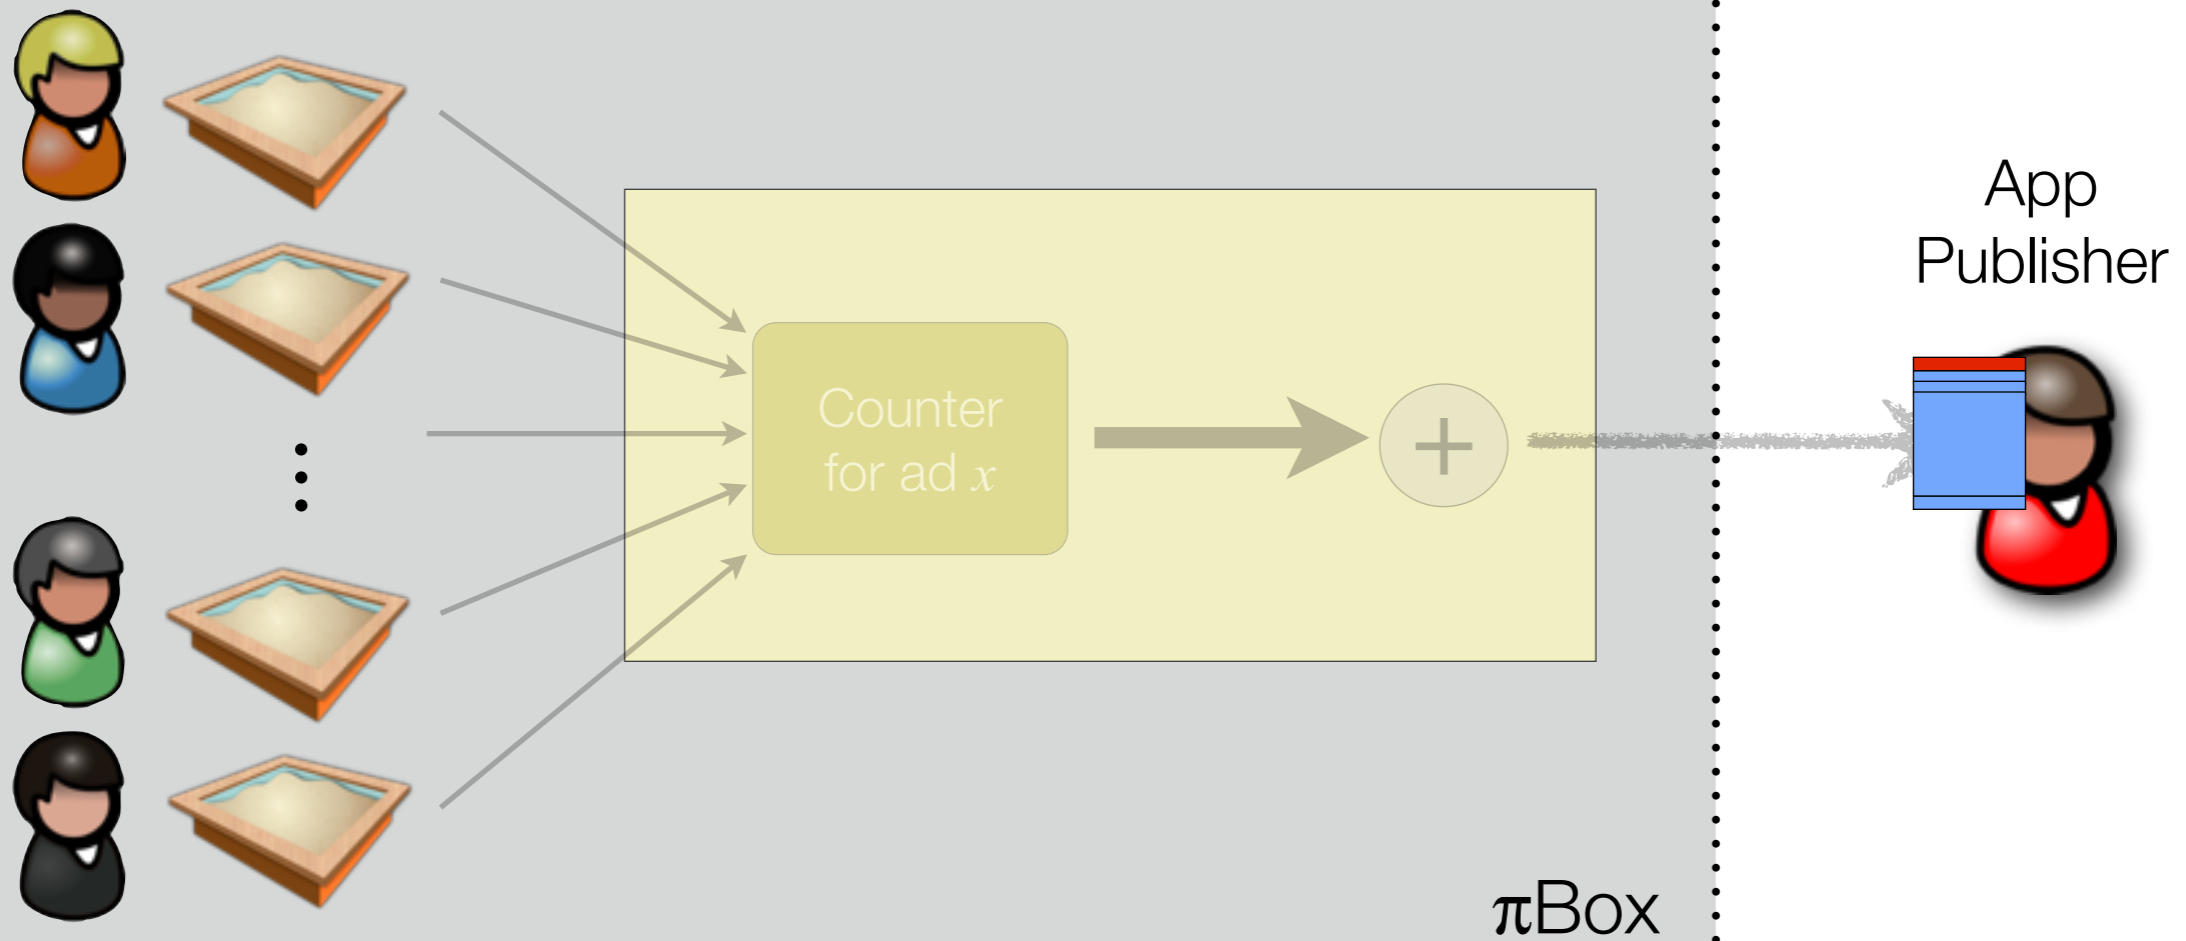 App
Publisher
Counter
for ad x
+
πBox